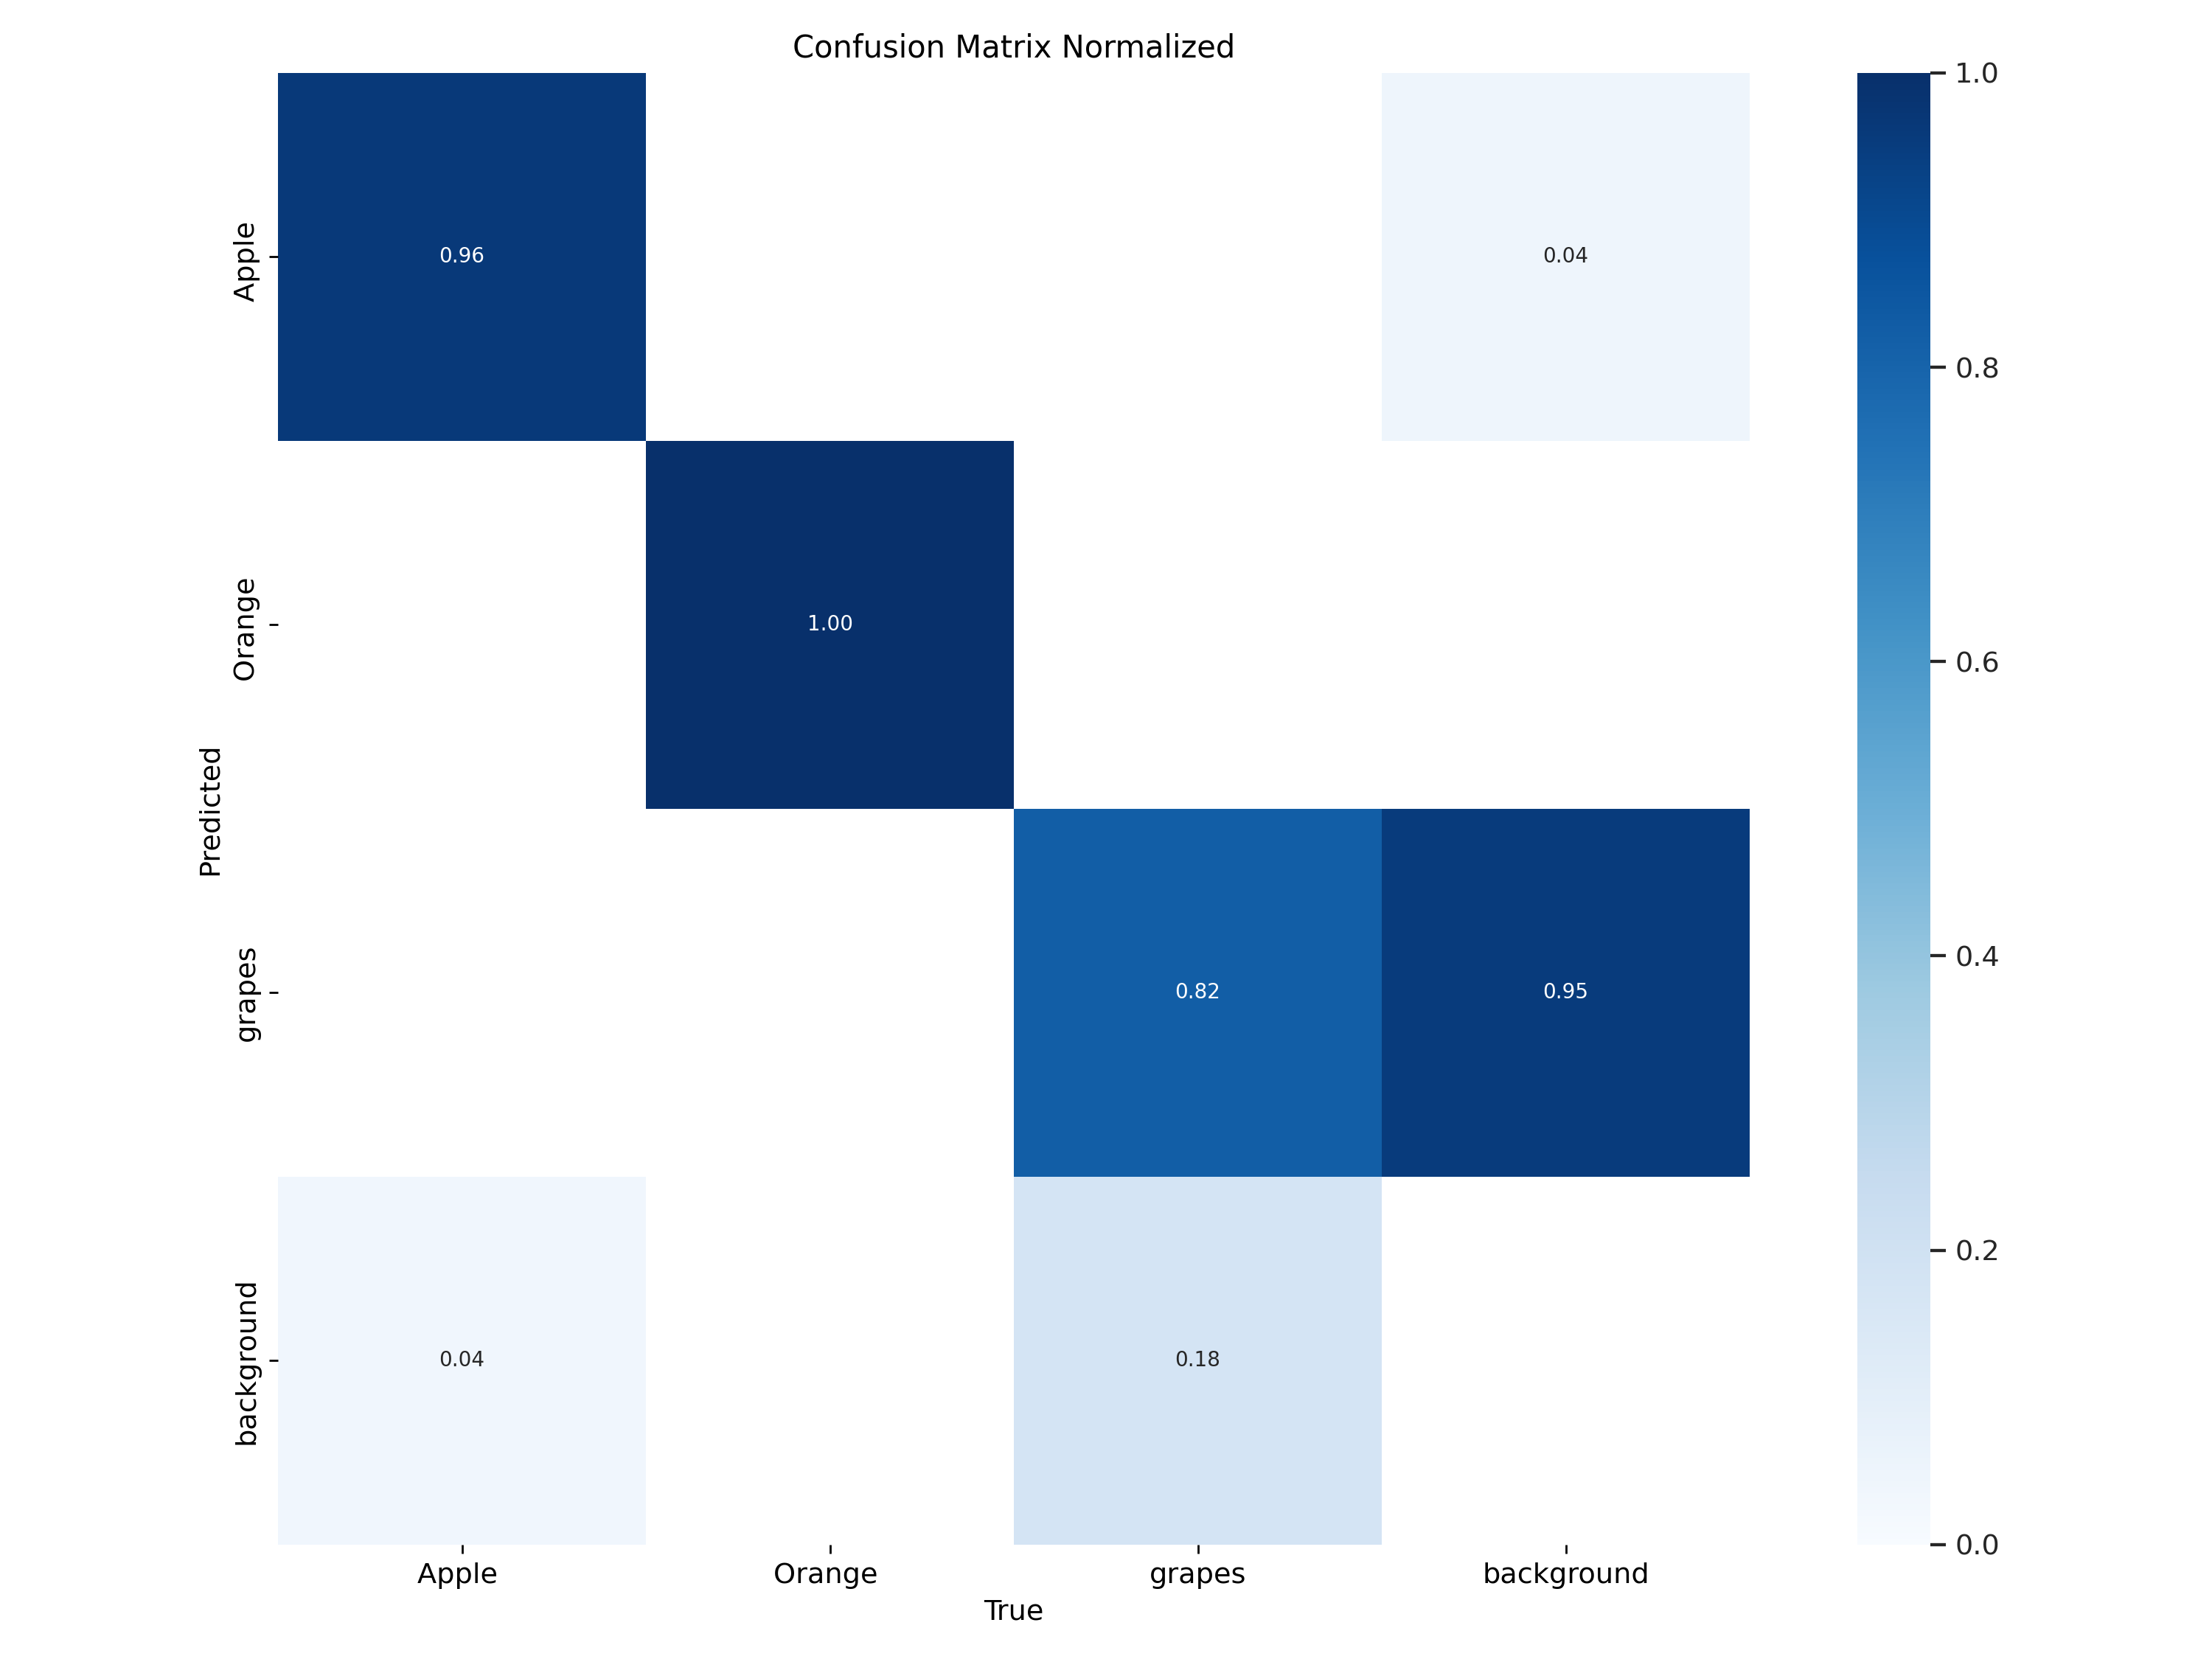 Confusion Matrix Normalized
Apple
0.96
0.04
Orange
1.00
grapes
0.82
0.95
background
0.04
0.18
Predicted
Apple
Orange
grapes
background
True
1.0
0.8
0.6
0.4
0.2
0.0